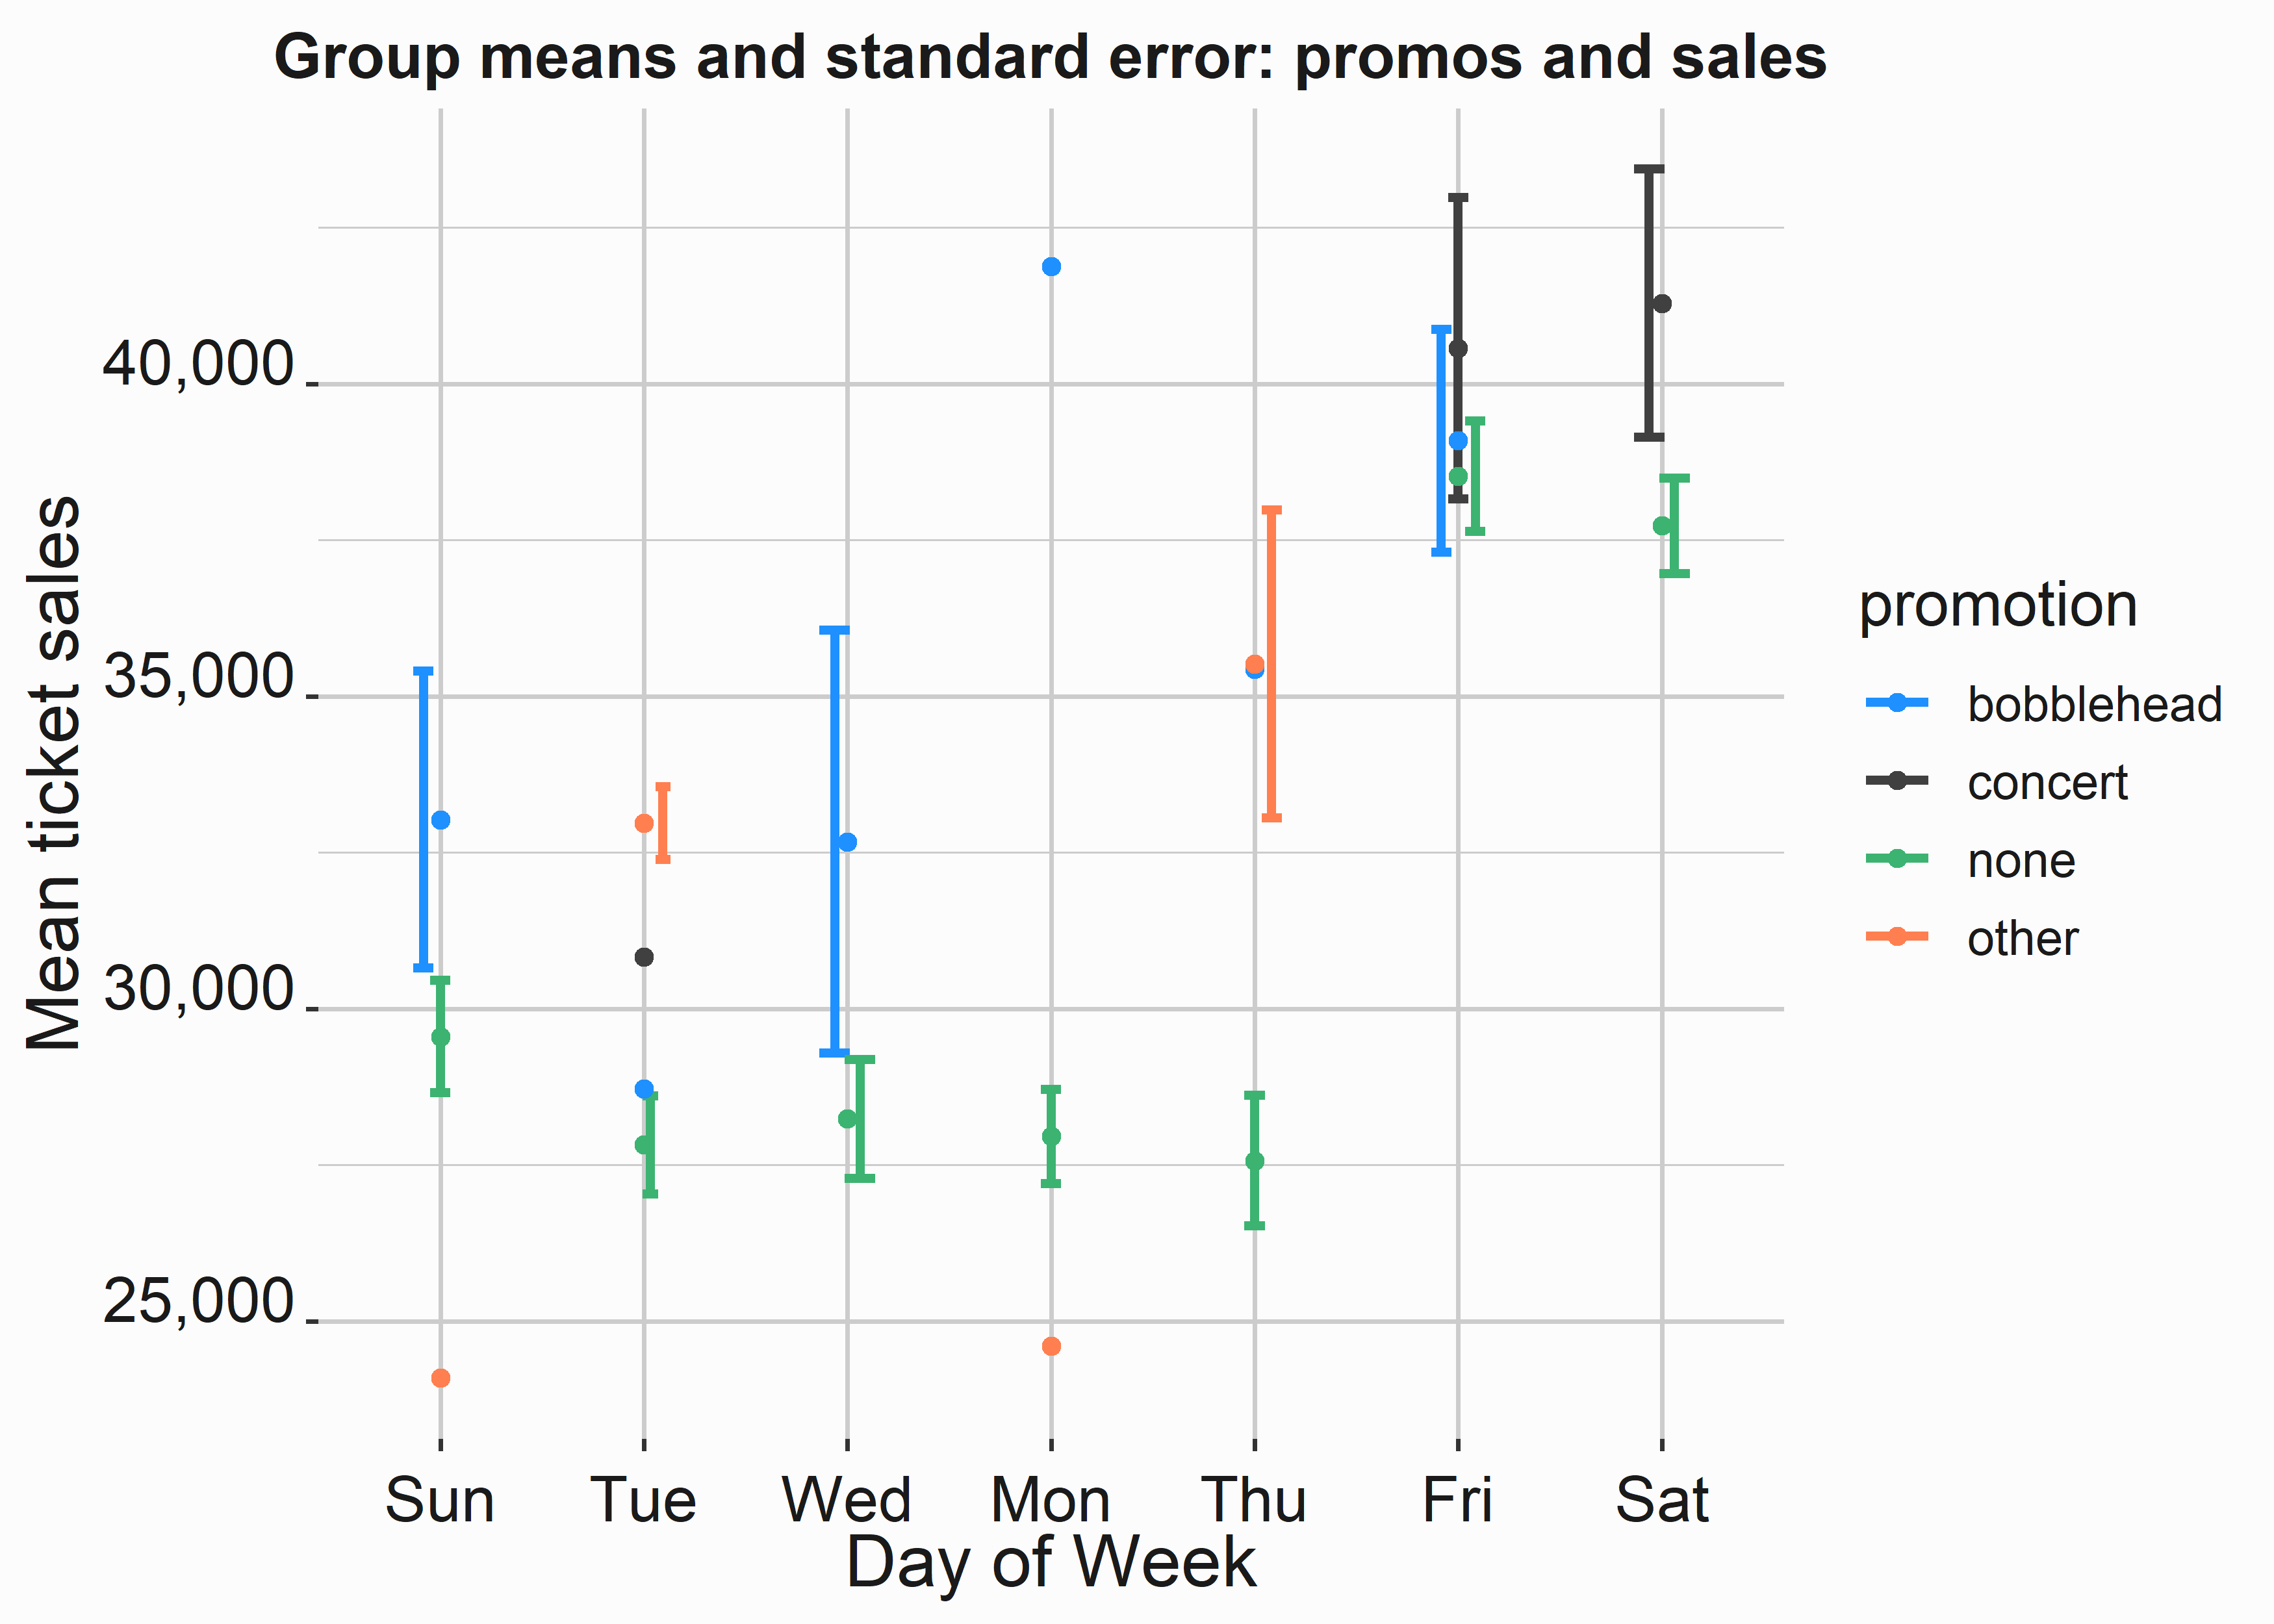 Group means and standard error: promos and sales
Mean ticket sales
40,000
35,000
30,000
25,000
Sun Tue Wed Mon Thu Fri Sat
Day of Week
promotion
bobblehead
concert
none
other